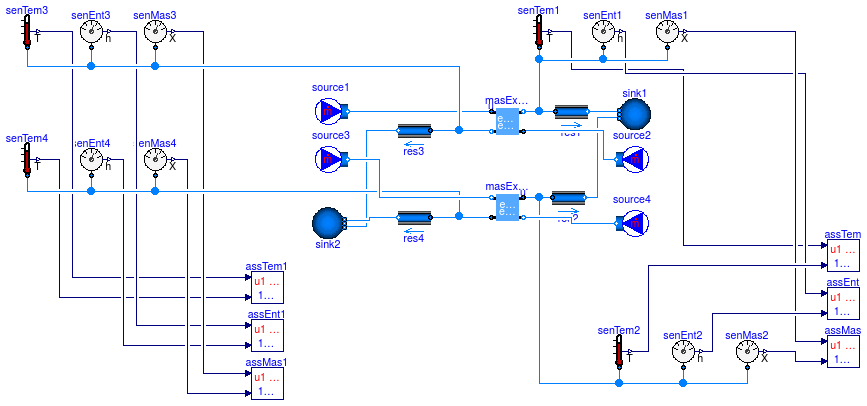 senTem3
senEnt3
senMas3
T
h
X
senTem1
senEnt1
senMas1
T
h
X
source1
ṁ
masEx...
e...
e...
sink1
res3
source3
ṁ
source2
ṁ
senTem4
senEnt4
senMas4
T
h
X
masEx...
e...
e...
source4
ṁ
sink2
res4
assTem1
u1 ...
1...
assEnt1
u1 ...
1...
assMas1
u1 ...
1...
assTem
u1 ...
1...
assEnt
u1 ...
1...
assMas
u1 ...
1...
senTem2
senEnt2
senMas2
T
h
X